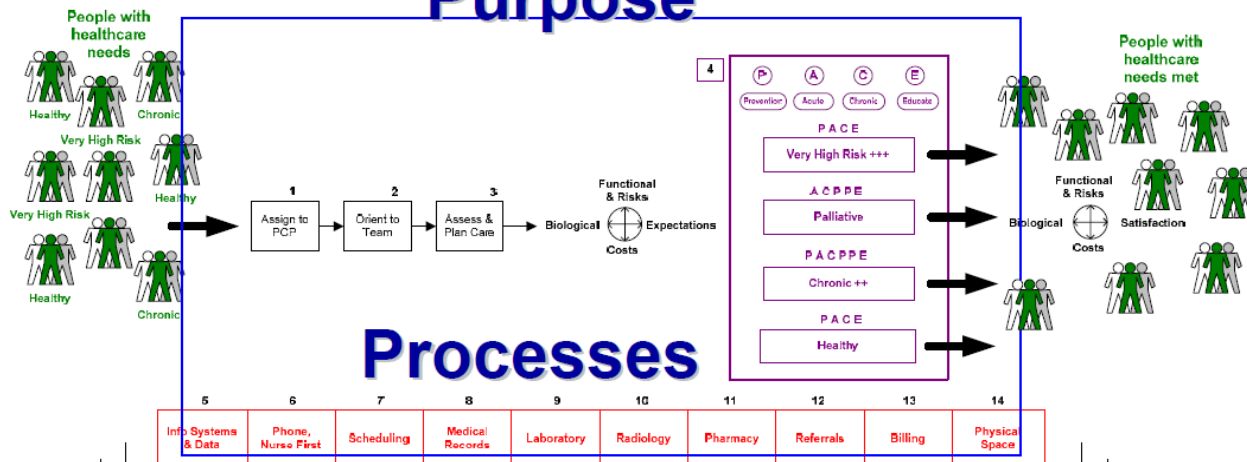 Purpose
People with
healthcare
needs
Healthy
Chronic
Very High Risk
Healthy
Very High Risk
Healthy
Chronic
1
Assign to
PCP
2
Orient to
Team
3
Assess &
Plan Care
Functional
& Risks
Biological
Expectations
Costs
4
P A C E
Prevention Acute Chronic Educate
P A C E
Very High Risk +++
A C P P E
Palliative
P A C P P E
Chronic ++
P A C E
Healthy
People with
healthcare
needs met
Functional
& Risks
Biological
Satisfaction
Costs
Processes
5 6 7 8 9 10 11 12 13 14
Info Systems
& Data
Phone,
Nurse First
Scheduling
Medical
Records
Laboratory
Radiology
Pharmacy
Referrals
Billing
Physical
Space